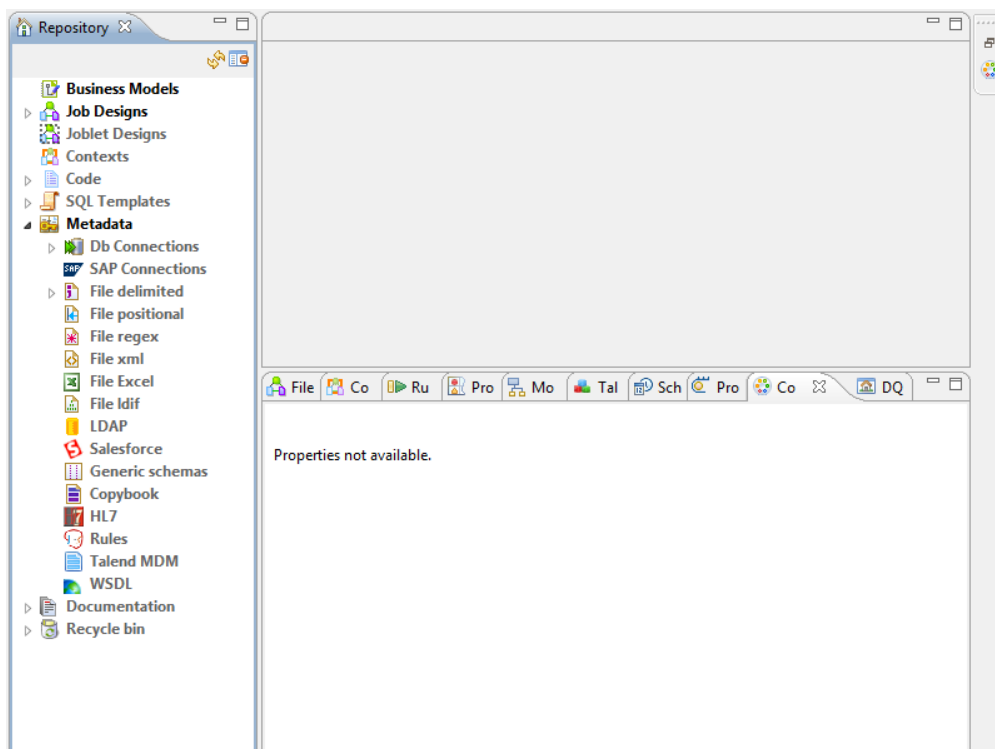 Repository
Business Models
Job Designs
Joblet Designs
Contexts
Code
SQL Templates
Metadata
Db Connections
SAP SAP Connections
File delimited
File positional
File regex
File xml
File Excel
File ldif
LDAP
Salesforce
Generic schemas
Copybook
7 HL7
Rules
Talend MDM
WSDL
Documentation
Recycle bin
File Co Ru Pro Mo Tal Sch Pro Co DQ
Properties not available.